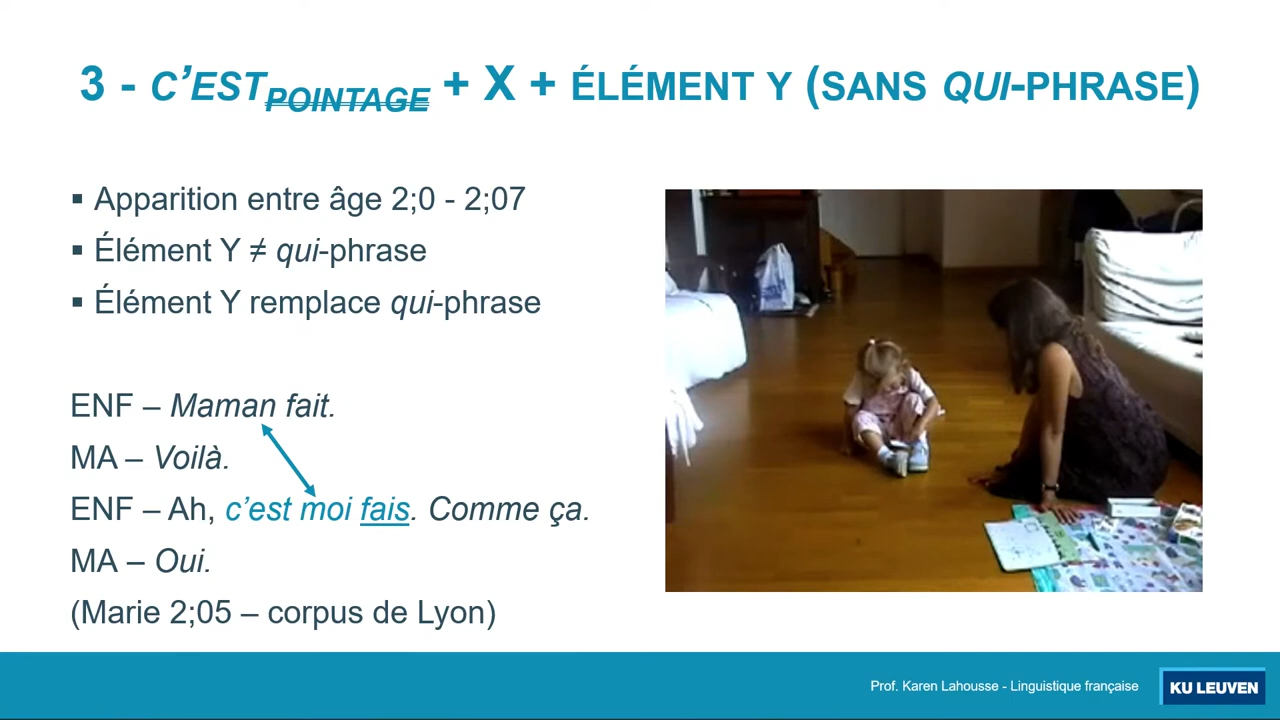 3 - C’EST POINTAGE + X + ÉLÉMENT Y (SANS QUI-PHRASE)
▪ Apparition entre âge 2;0 - 2;07
▪ Élément Y ≠ qui-phrase
▪ Élément Y remplace qui-phrase
ENF – Maman fait.
MA – Voilà.
ENF – Ah, c’est moi fais. Comme ça.
MA – Oui.
(Marie 2;05 – corpus de Lyon)
Prof. Karen Lahousse - Linguistique française
KU LEUVEN